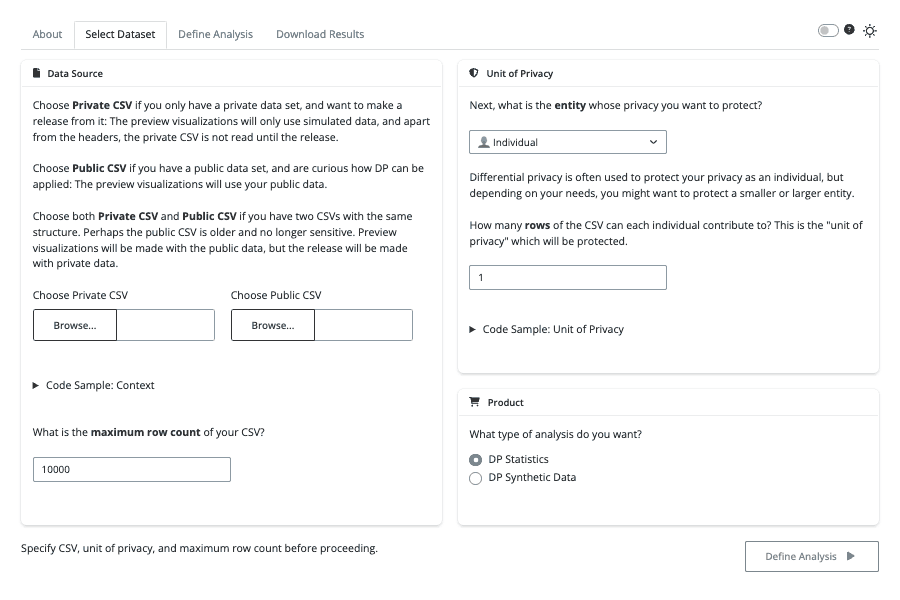 About
Select Dataset
Define Analysis
Download Results
?
Data Source
Choose Private CSV if you only have a private data set, and want to make a
release from it: The preview visualizations will only use simulated data, and apart
from the headers, the private CSV is not read until the release.
Choose Public CSV if you have a public data set, and are curious how DP can be
applied: The preview visualizations will use your public data.
Choose both Private CSV and Public CSV if you have two CSVs with the same
structure. Perhaps the public CSV is older and no longer sensitive. Preview
visualizations will be made with the public data, but the release will be made
with private data.
Choose Private CSV
Browse...
Choose Public CSV
Browse...
Code Sample: Context
What is the maximum row count of your CSV?
10000
Unit of Privacy
Next, what is the entity whose privacy you want to protect?
Individual
Differential privacy is often used to protect your privacy as an individual, but
depending on your needs, you might want to protect a smaller or larger entity.
How many rows of the CSV can each individual contribute to? This is the "unit of
privacy" which will be protected.
1
Code Sample: Unit of Privacy
Product
What type of analysis do you want?
DP Statistics
DP Synthetic Data
Specify CSV, unit of privacy, and maximum row count before proceeding.
Define Analysis